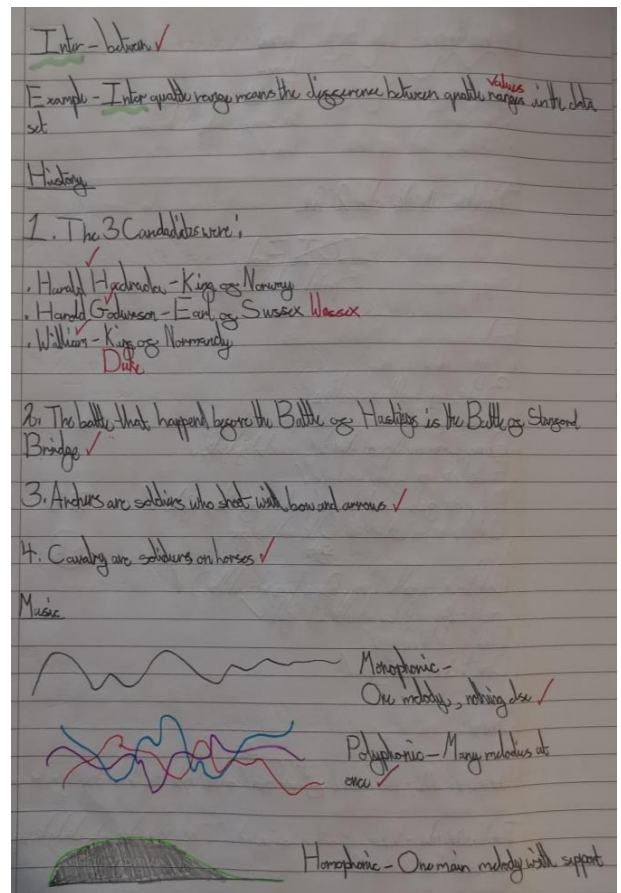 Inter - between ✓
values
Example - Inter quatile range means the difference between quatile ranges in the data
set
History
1. The 3 Candadidts were:
✓
. Harald Hadrada - King of Norway
. Harold Godwinson - Earl of Sussex Wessex
. William - King of Normandy
Duke
2. The battle that happend before the Battle of Hastings is the Battle of Stanford
Bridge ✓
3. Archers are soldiers who shoot with bow and arrows ✓
4. Cavalry are soldiers on horses ✓
Music
Monophonic -
One melody, nothing else ✓
Polyphonic - Many melodies at
once ✓
Homophonic - One main melody with support